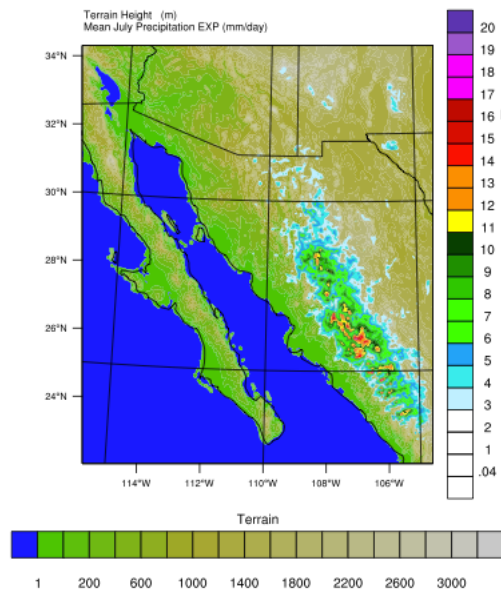 Terrain Height (m)
Mean July Precipitation EXP (mm/day)
34°N
32°N
30°N
28°N
26°N
24°N
114°W 112°W 110°W 108°W 106°W
20
19
18
17
16
15
14
13
12
11
10
9
8
7
6
5
4
3
2
1
.04
Terrain
1 200 600 1000 1400 1800 2200 2600 3000